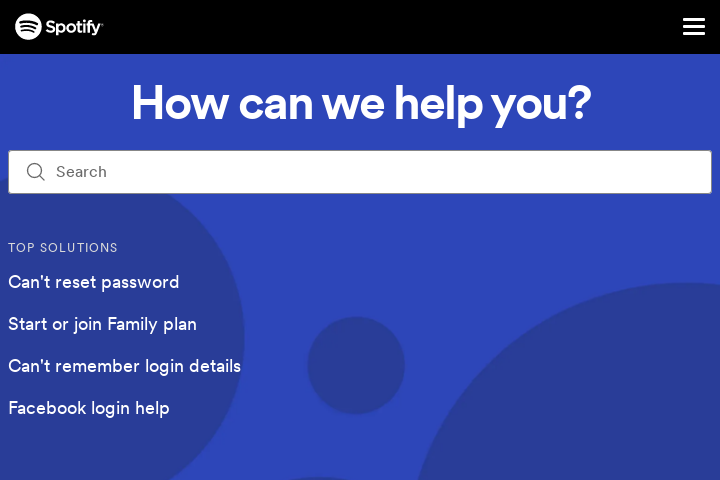 Spotify
How can we help you?
Search
TOP SOLUTIONS
Can't reset password
Start or join Family plan
Can't remember login details
Facebook login help